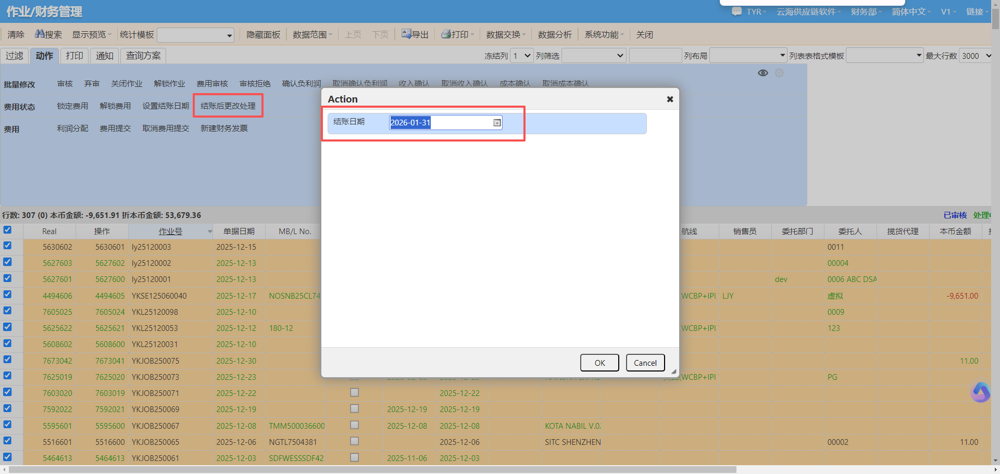 作业/财务管理
TYR 云海供应链软件 财务部 简体中文 V1 链接
清除 搜索 显示预览 统计模板 隐藏面板 数据范围 上页 下页 导出 打印 数据交换 数据分析 系统功能 关闭
过滤 动作 打印 通知 查询方案 冻结列 1 列筛选 列布局 列表表格式模板 最大行数 3000
批量修改 审核 弃审 关闭作业 解锁作业 费用审核 审核拒绝 确认负利润 取消确认负利润 收入确认 取消收入确认 成本确认 取消成本确认
费用状态 锁定费用 解锁费用 设置结账日期 结账后更改处理
费用 利润分配 费用提交 取消费用提交 新建财务发票
Action
结账日期 2026-01-31
OK Cancel
行数: 307 (0) 本币金额: -9,651.91 折本币金额: 53,679.36 已审核 处理
Real 操作 作业号 单据日期 MB/L No. 航线 销售员 委托部门 委托人 揽货代理 本币金额
5630602 5630601 ly25120003 2025-12-15 0011
5627603 5627602 ly25120002 2025-12-13 00004
5627601 5627600 ly25120001 2025-12-13 dev 0006 ABC DSA
4494606 4494605 YKSE125060040 2025-12-17 NOSNB25CL74 WCBP+IPI LJY 虚拟 -9,651.00
7605025 7605024 YKL25120098 2025-12-10 0009
5625622 5625621 YKL25120053 2025-12-12 180-12 WCBP+IPI 123
5608602 5608600 YKL25120031 2025-12-10
7673042 7673041 YKJOB250075 2025-12-30 11.00
7625019 7625020 YKJOB250073 2025-12-23 (WCBP+IPI PG
7603020 7603019 YKJOB250071 2025-12-22 2025-12-22
7592022 7592021 YKJOB250069 2025-12-19 2025-12-19 2025-12-19
5595601 5595600 YKJOB250067 2025-12-08 TMM500036600 2025-12-08 2025-12-08 KOTA NABIL V.0
5516601 5516600 YKJOB250065 2025-12-06 NGTL7504381 2025-12-06 SITC SHENZHEN 00002 11.00
5464613 5464613 YKJOB250061 2025-12-03 SDFWESSSDF42 2025-11-06 2025-12-03